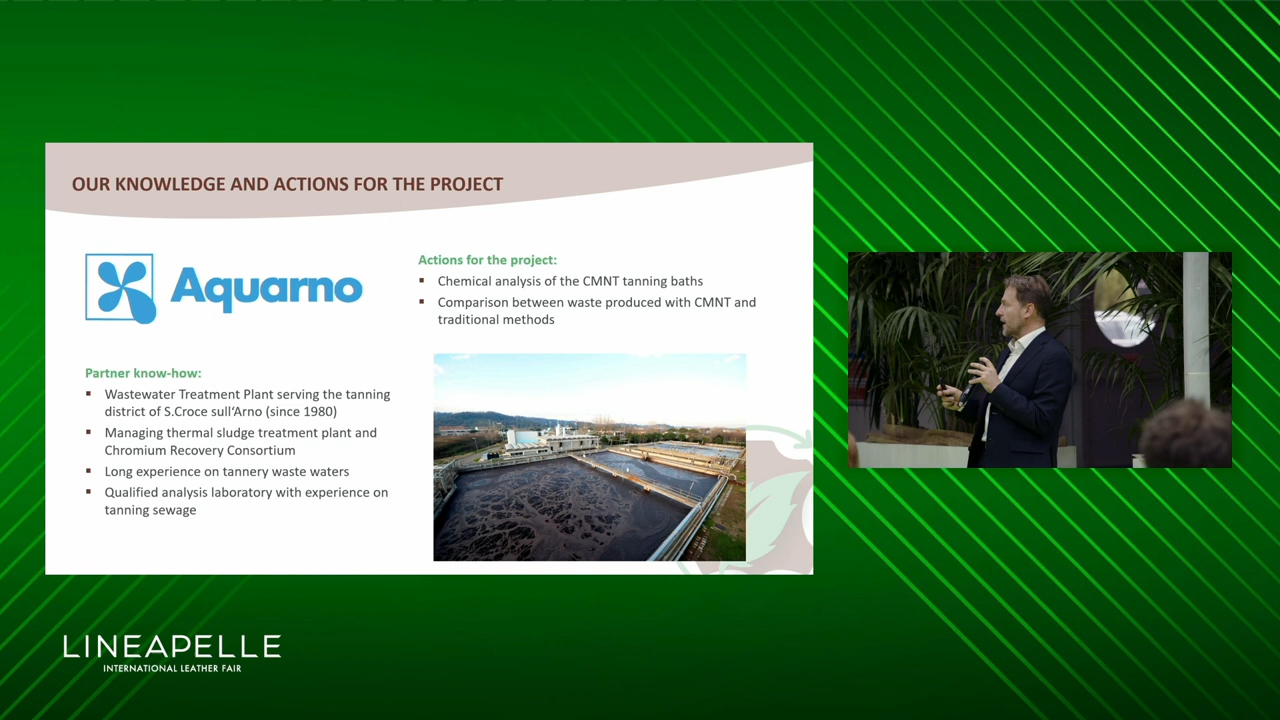 OUR KNOWLEDGE AND ACTIONS FOR THE PROJECT
Aquarno
Partner know-how:
▪ Wastewater Treatment Plant serving the tanning
district of S.Croce sull‘Arno (since 1980)
▪ Managing thermal sludge treatment plant and
Chromium Recovery Consortium
▪ Long experience on tannery waste waters
▪ Qualified analysis laboratory with experience on
tanning sewage
Actions for the project:
▪ Chemical analysis of the CMNT tanning baths
▪ Comparison between waste produced with CMNT and
traditional methods
LINEAPELLE
INTERNATIONAL LEATHER FAIR